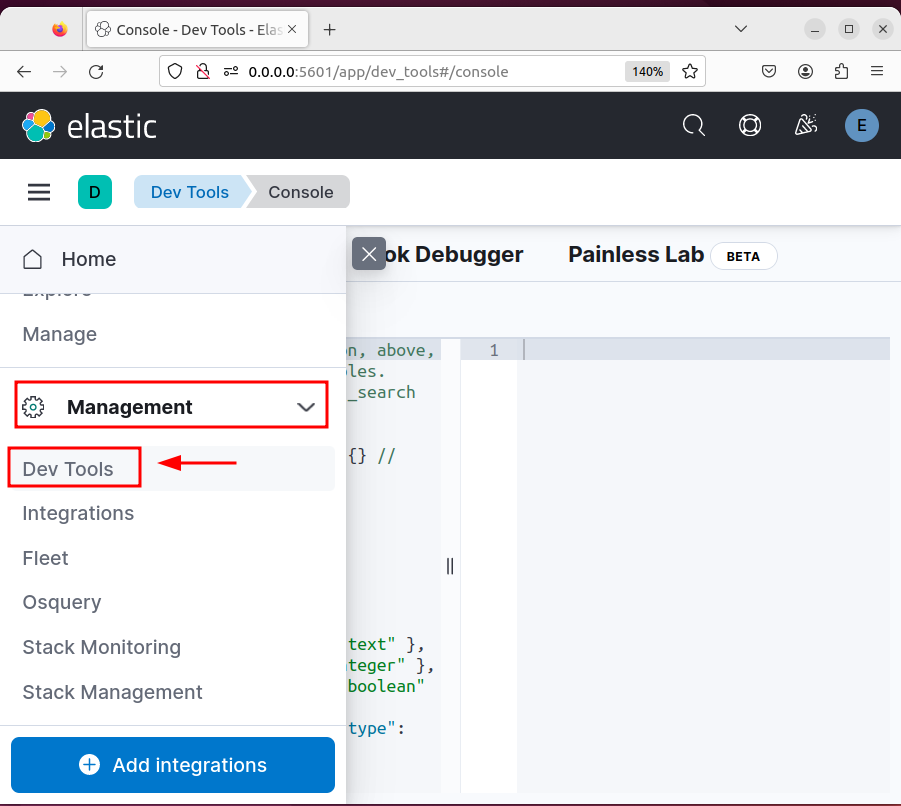 Console - Dev Tools - Elas
0.0.0.0:5601/app/dev_tools#/console
140%
elastic
E
D
Dev Tools
Console
Home
ok Debugger
Painless Lab
BETA
Explore
Manage
on, above,
1
les.
_search
Management
{} //
Dev Tools
Integrations
Fleet
Osquery
Stack Monitoring
text" },
Stack Management
nteger" },
boolean"
type":
Add integrations